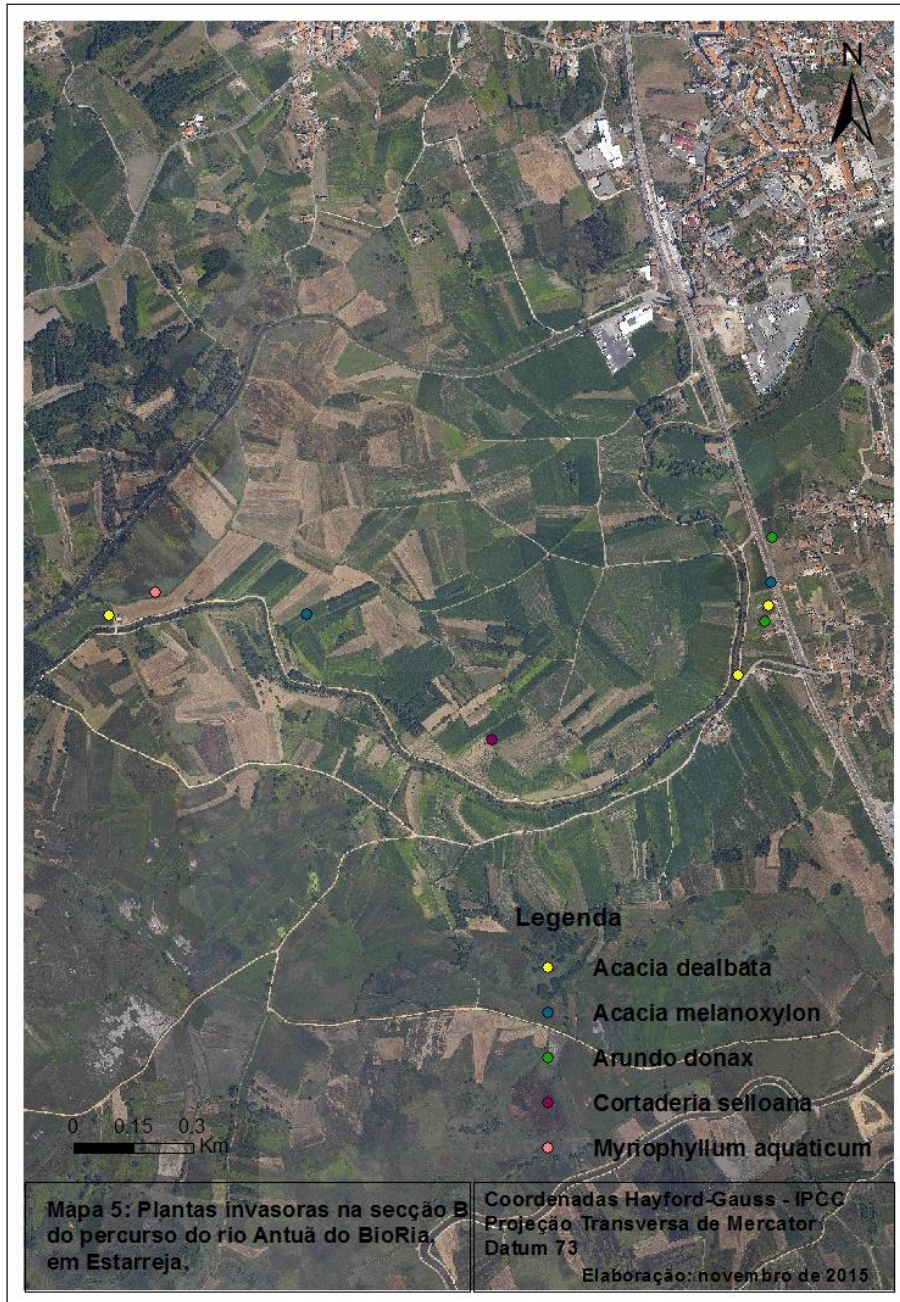 N
Legenda
Acacia dealbata
Acacia melanoxylon
Arundo donax
Cortaderia selloana
Myriophyllum aquaticum
0 0.15 0.3
Km
Mapa 5: Plantas invasoras na secção B
do percurso do rio Antuã do BioRia,
em Estarreja.
Coordenadas Hayford-Gauss - IPCC
Projeção Transversa de Mercator
Datum 73
Elaboração: novembro de 2015